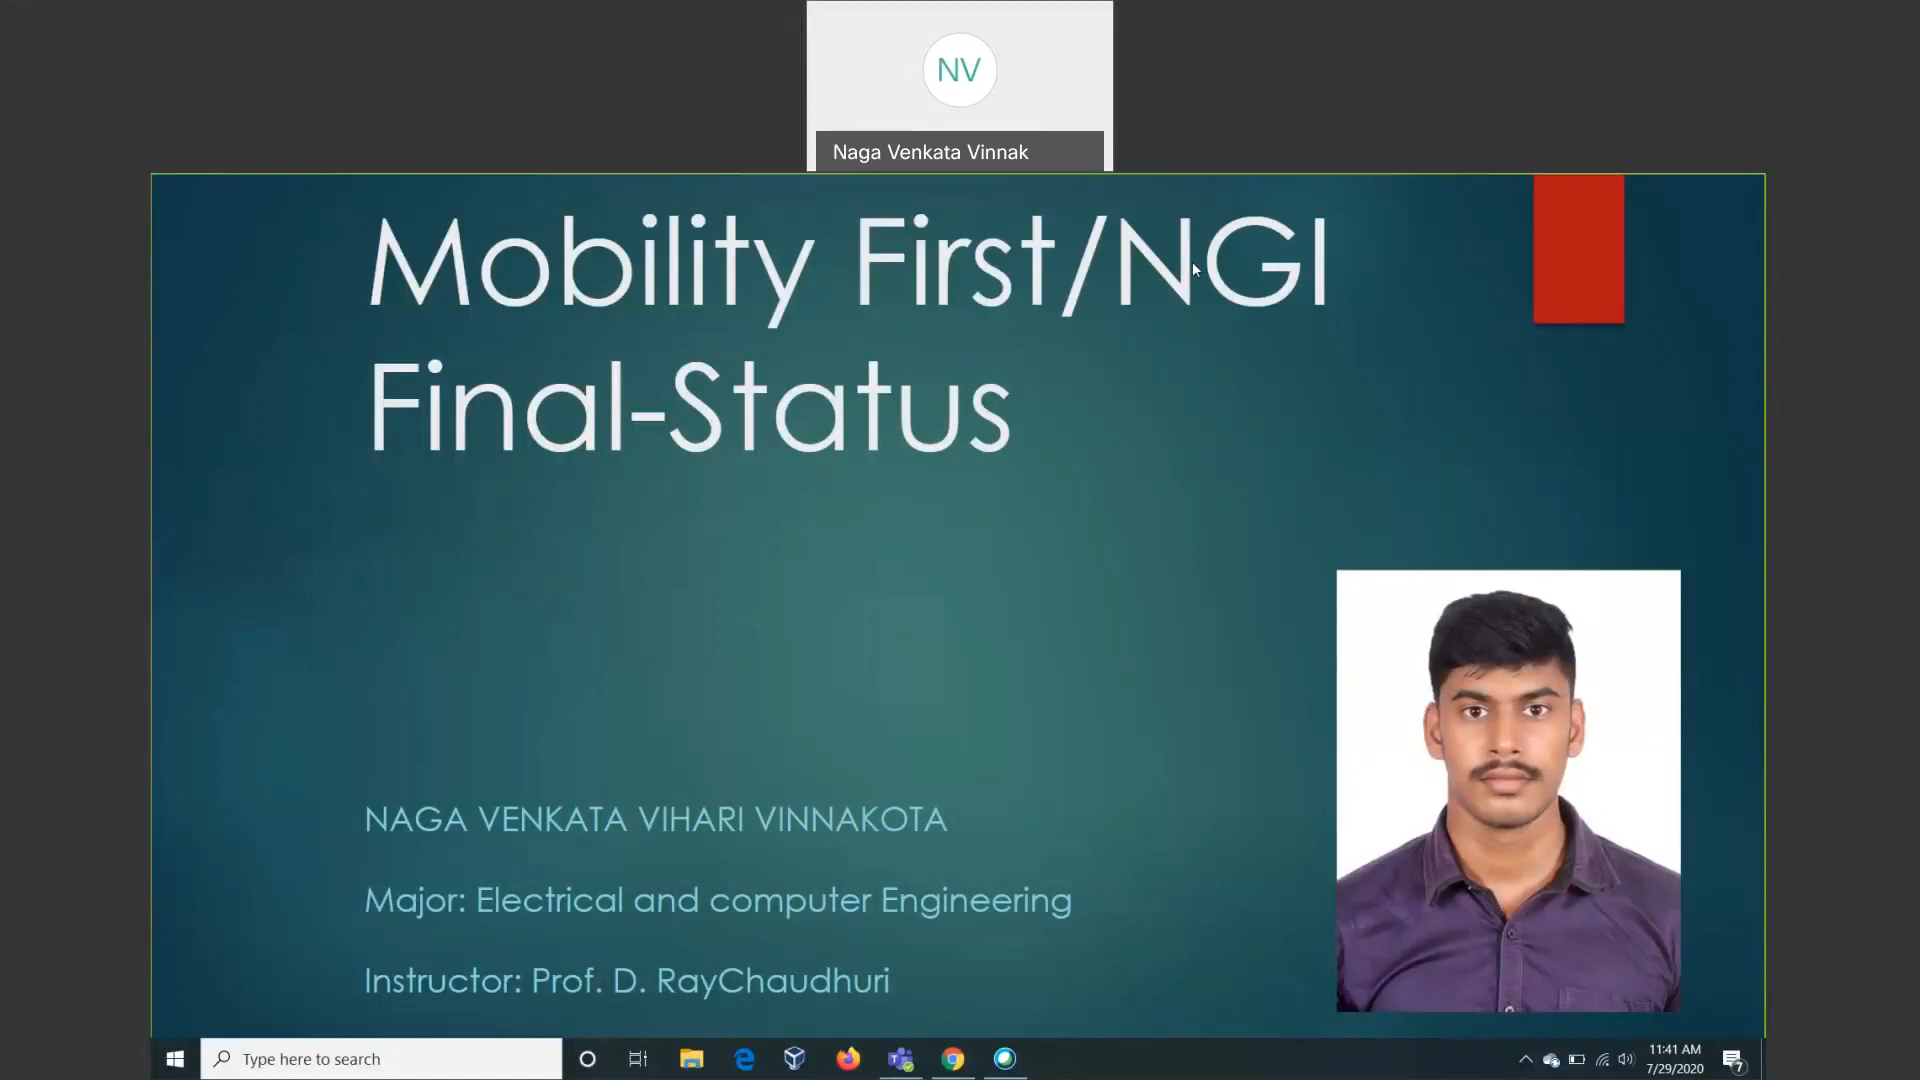 NV
Naga Venkata Vinnak
Mobility First/NGI
Final-Status
NAGA VENKATA VIHARI VINNAKOTA
Major: Electrical and computer Engineering
Instructor: Prof. D. RayChaudhuri
Type here to search
11:41 AM
7/29/2020
7